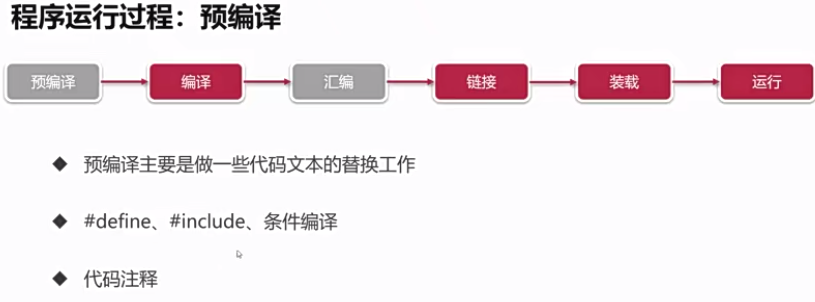 程序运行过程：预编译
预编译 编译 汇编 链接 装载 运行
◆ 预编译主要是做一些代码文本的替换工作
◆ #define、#include、条件编译
◆ 代码注释